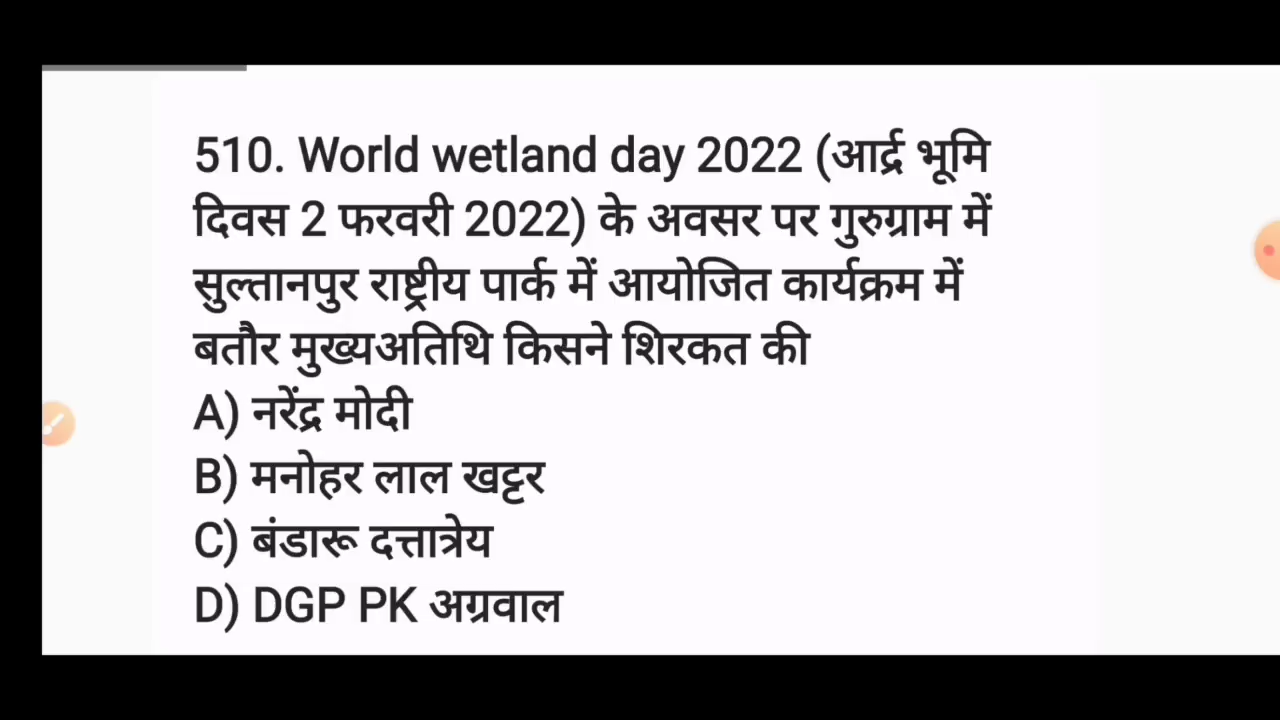 510. World wetland day 2022 (आर्द्र भूमि
दिवस 2 फरवरी 2022) के अवसर पर गुरुग्राम में
सुल्तानपुर राष्ट्रीय पार्क में आयोजित कार्यक्रम में
बतौर मुख्यअतिथि किसने शिरकत की
A) नरेंद्र मोदी
B) मनोहर लाल खट्टर
C) बंडारू दत्तात्रेय
D) DGP PK अग्रवाल